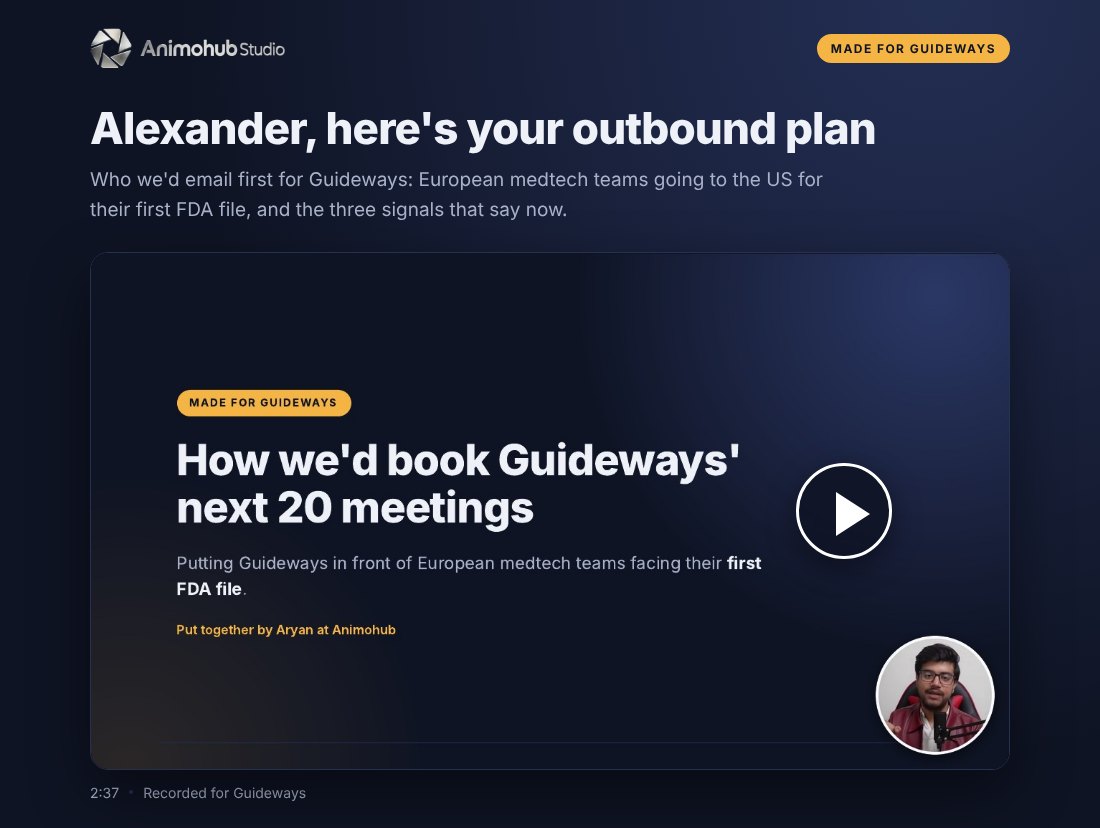 Animohub Studio
MADE FOR GUIDEWAYS
Alexander, here's your outbound plan
Who we'd email first for Guideways: European medtech teams going to the US for
their first FDA file, and the three signals that say now.
MADE FOR GUIDEWAYS
How we'd book Guideways'
next 20 meetings
Putting Guideways in front of European medtech teams facing their first
FDA file.
Put together by Aryan at Animohub
2:37 · Recorded for Guideways